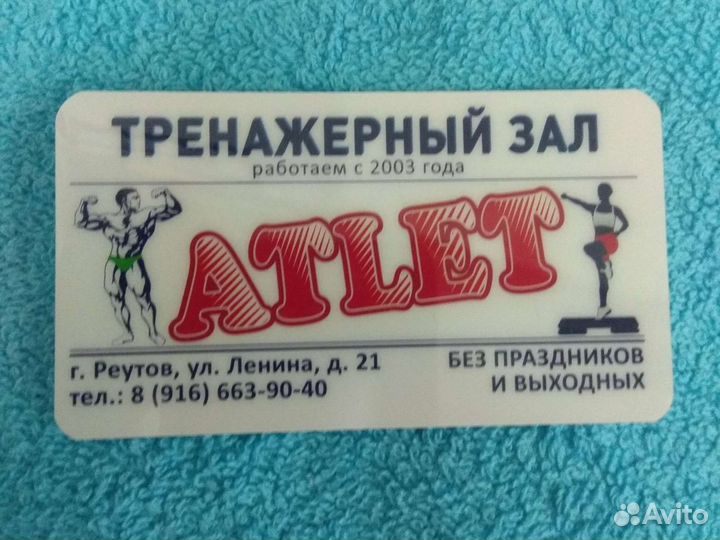 ТРЕНАЖЕРНЫЙ ЗАЛ
работаем с 2003 года
ATLET
г. Реутов, ул. Ленина, д. 21
тел.: 8 (916) 663-90-40
БЕЗ ПРАЗДНИКОВ
И ВЫХОДНЫХ
Avito